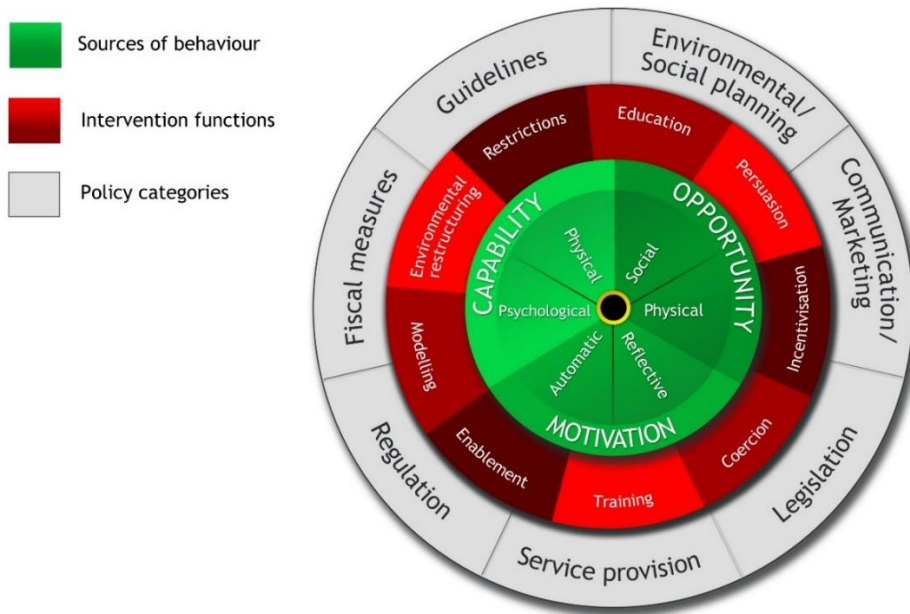 Sources of behaviour
Intervention functions
Policy categories
Guidelines
Environmental/
Social planning
Communication/
Marketing
Legislation
Service provision
Regulation
Fiscal measures
Restrictions
Education
Persuasion
Incentivisation
Coercion
Training
Enablement
Modelling
Environmental
restructuring
CAPABILITY
OPPORTUNITY
MOTIVATION
Physical
Social
Psychological
Physical
Automatic
Reflective